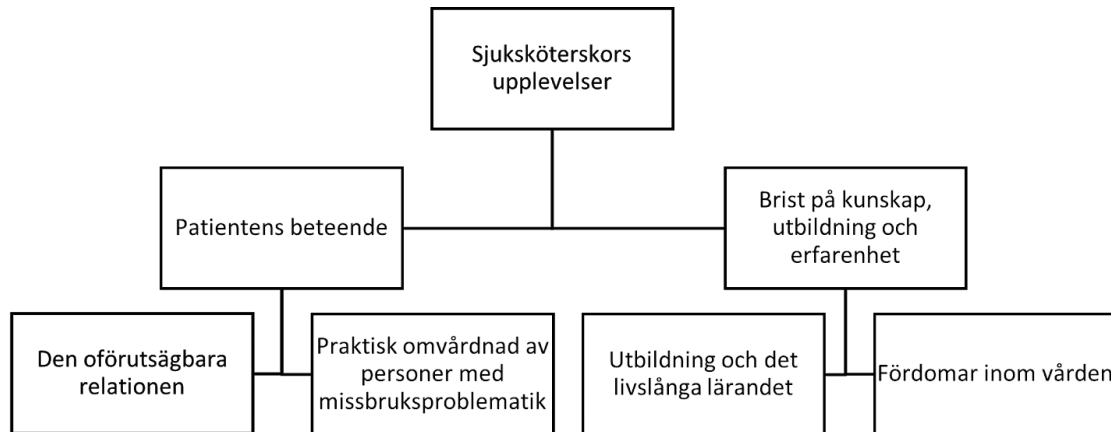 Sjuksköterskors
upplevelser
Patientens beteende
Brist på kunskap,
utbildning och
erfarenhet
Den oförutsägbara
relationen
Praktisk omvårdnad av
personer med
missbruksproblematik
Utbildning och det
livslånga lärandet
Fördomar inom vården